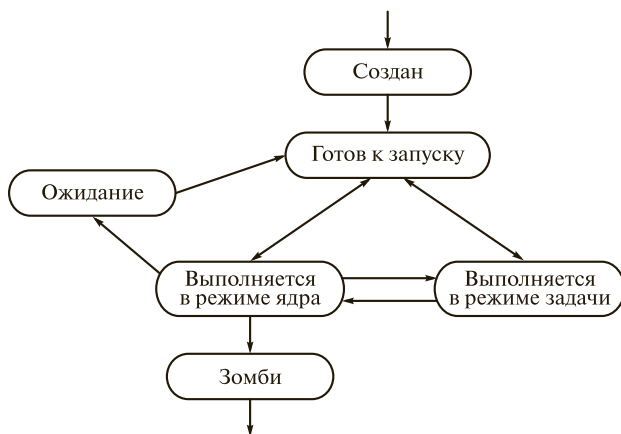 Создан
Готов к запуску
Ожидание
Выполняется
в режиме ядра
Выполняется
в режиме задачи
Зомби